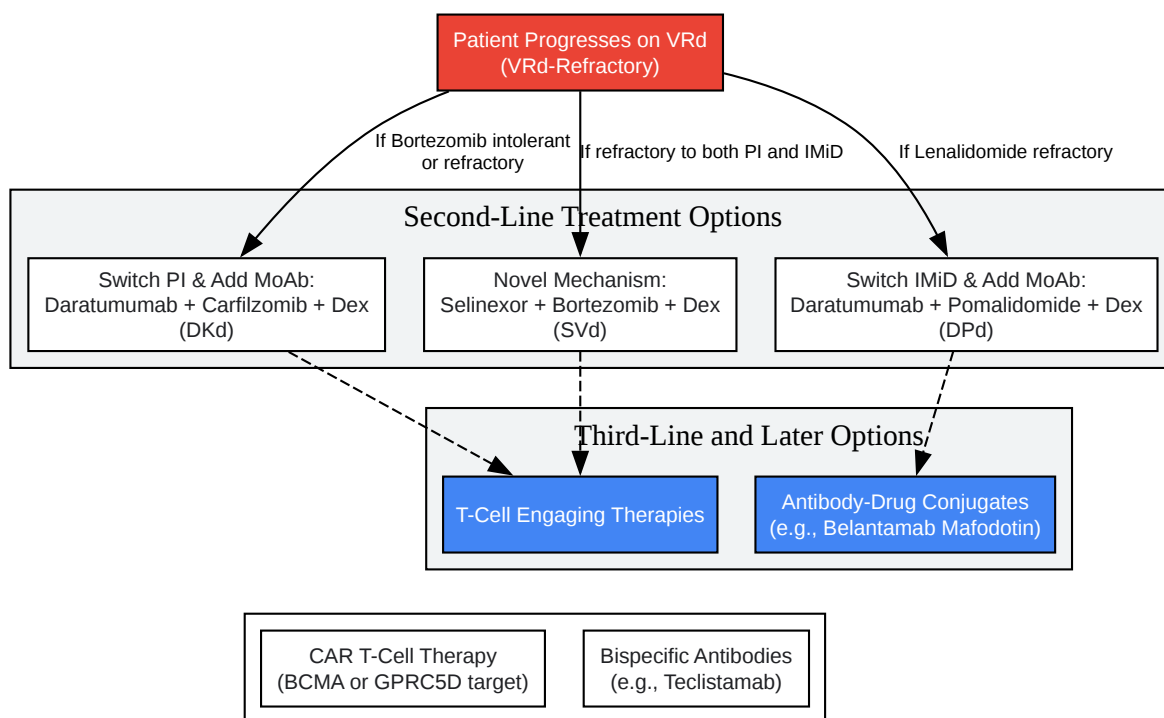 Patient Progresses on VRd
(VRd-Refractory)
If Bortezomib intolerant
or refractory
If refractory to both PI and IMiD
If Lenalidomide refractory
Second-Line Treatment Options
Switch PI & Add MoAb:
Daratumumab + Carfilzomib + Dex
(DKd)
Novel Mechanism:
Selinexor + Bortezomib + Dex
(SVd)
Switch IMiD & Add MoAb:
Daratumumab + Pomalidomide + Dex
(DPd)
Third-Line and Later Options
T-Cell Engaging Therapies
Antibody-Drug Conjugates
(e.g., Belantamab Mafodotin)
CAR T-Cell Therapy
(BCMA or GPRC5D target)
Bispecific Antibodies
(e.g., Teclistamab)